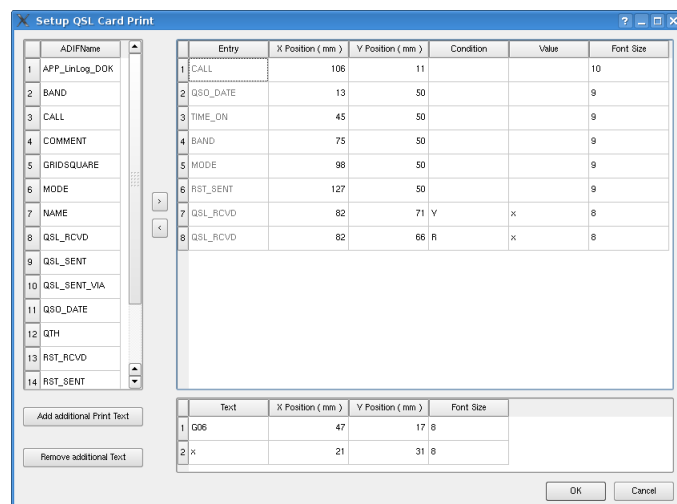 Setup QSL Card Print
ADIFName
1 APP_LinLog_DOK
2 BAND
3 CALL
4 COMMENT
5 GRIDSQUARE
6 MODE
7 NAME
8 QSL_RCVD
9 QSL_SENT
10 QSL_SENT_VIA
11 QSO_DATE
12 QTH
13 RST_RCVD
14 RST_SENT
> 
<
Entry X Position ( mm ) Y Position ( mm ) Condition Value Font Size
1 CALL 106 11 10
2 QSO_DATE 13 50 9
3 TIME_ON 45 50 9
4 BAND 75 50 9
5 MODE 98 50 9
6 RST_SENT 127 50 9
7 QSL_RCVD 82 71 Y x 8
8 QSL_RCVD 82 66 R x 8
Add additional Print Text
Remove additional Text
Text X Position ( mm ) Y Position ( mm ) Font Size
1 G06 47 17 8
2 x 21 31 8
OK Cancel